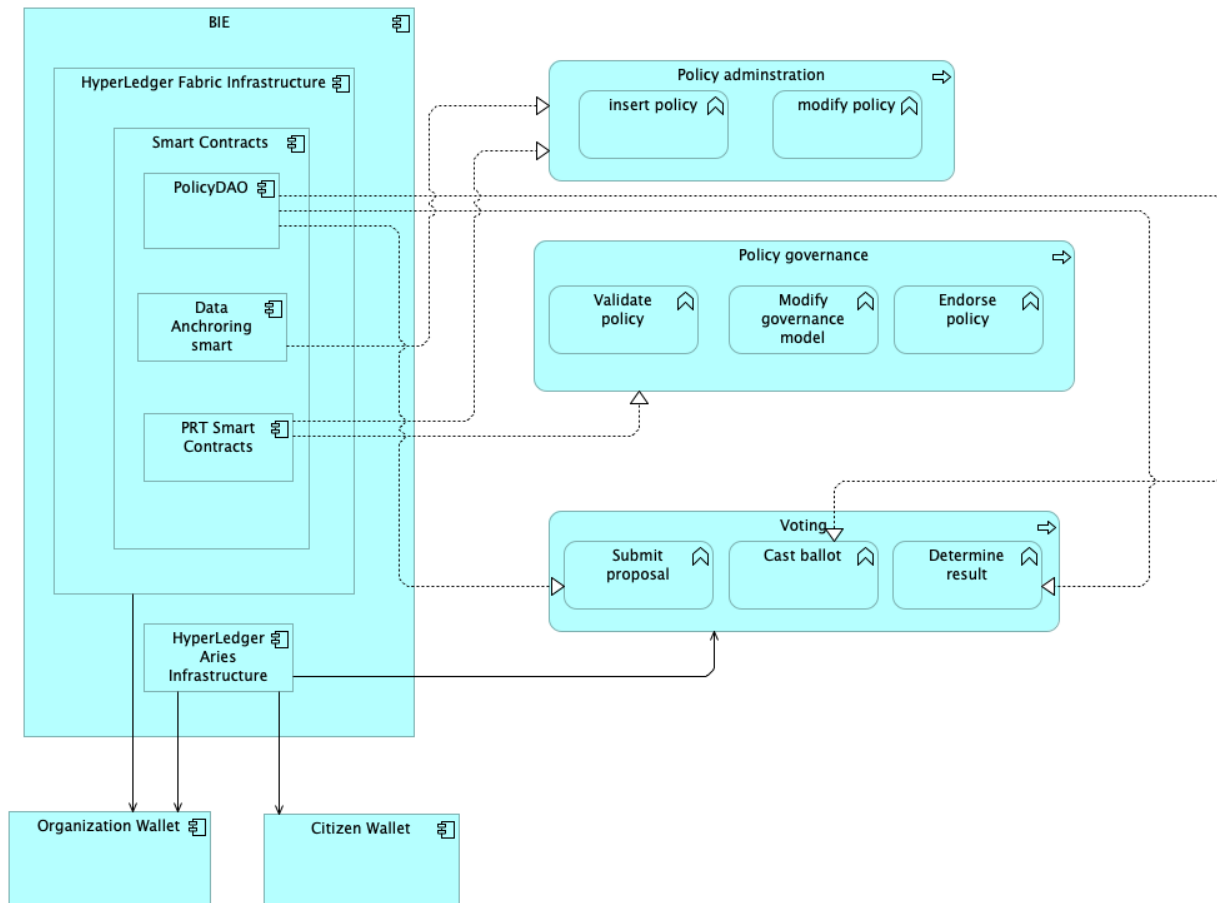 BIE
HyperLedger Fabric Infrastructure
Smart Contracts
PolicyDAO
Data
Anchroring
smart
PRT Smart
Contracts
HyperLedger
Aries
Infrastructure
Organization Wallet
Citizen Wallet
Policy adminstration
insert policy
modify policy
Policy governance
Validate
policy
Modify
governance
model
Endorse
policy
Voting
Submit
proposal
Cast ballot
Determine
result